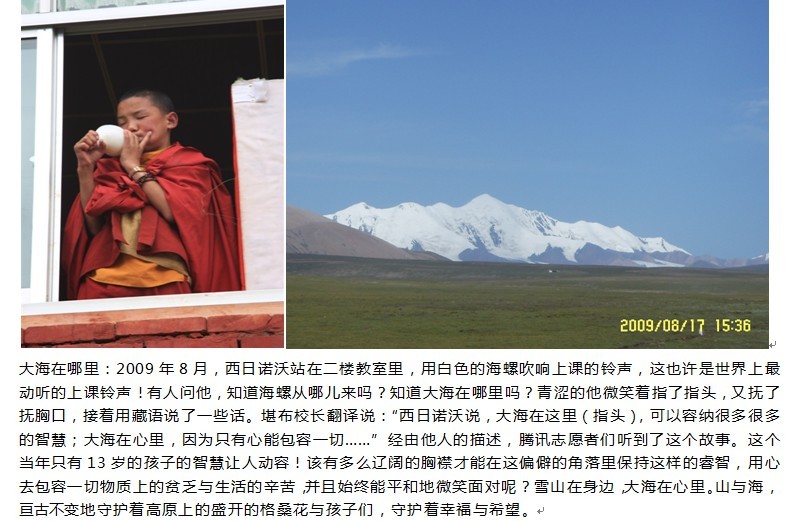 2009/08/17 15:36
大海在哪里：2009 年 8 月，西日诺沃站在二楼教室里，用白色的海螺吹响上课的铃声，这也许是世界上最
动听的上课铃声！有人问他，知道海螺从哪儿来吗？知道大海在哪里吗？青涩的他微笑着指了指头，又抚了
抚胸口，接着用藏语说了一些话。堪布校长翻译说：“西日诺沃说，大海在这里（指头），可以容纳很多很多
的智慧；大海在心里，因为只有心能包容一切……”经由他人的描述，腾讯志愿者们听到了这个故事。这个
当年只有 13 岁的孩子的智慧让人动容！该有多么辽阔的胸襟才能在这偏僻的角落里保持这样的睿智，用心
去包容一切物质上的贫乏与生活的辛苦，并且始终能平和地微笑面对呢？雪山在身边，大海在心里。山与海，
亘古不变地守护着高原上的盛开的格桑花与孩子们，守护着幸福与希望。